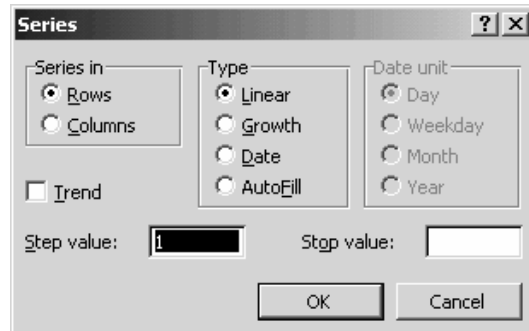 Series
Series in
Rows
Columns
Trend
Type
Linear
Growth
Date
AutoFill
Date unit
Day
Weekday
Month
Year
Step value: 1
Stop value:
OK
Cancel